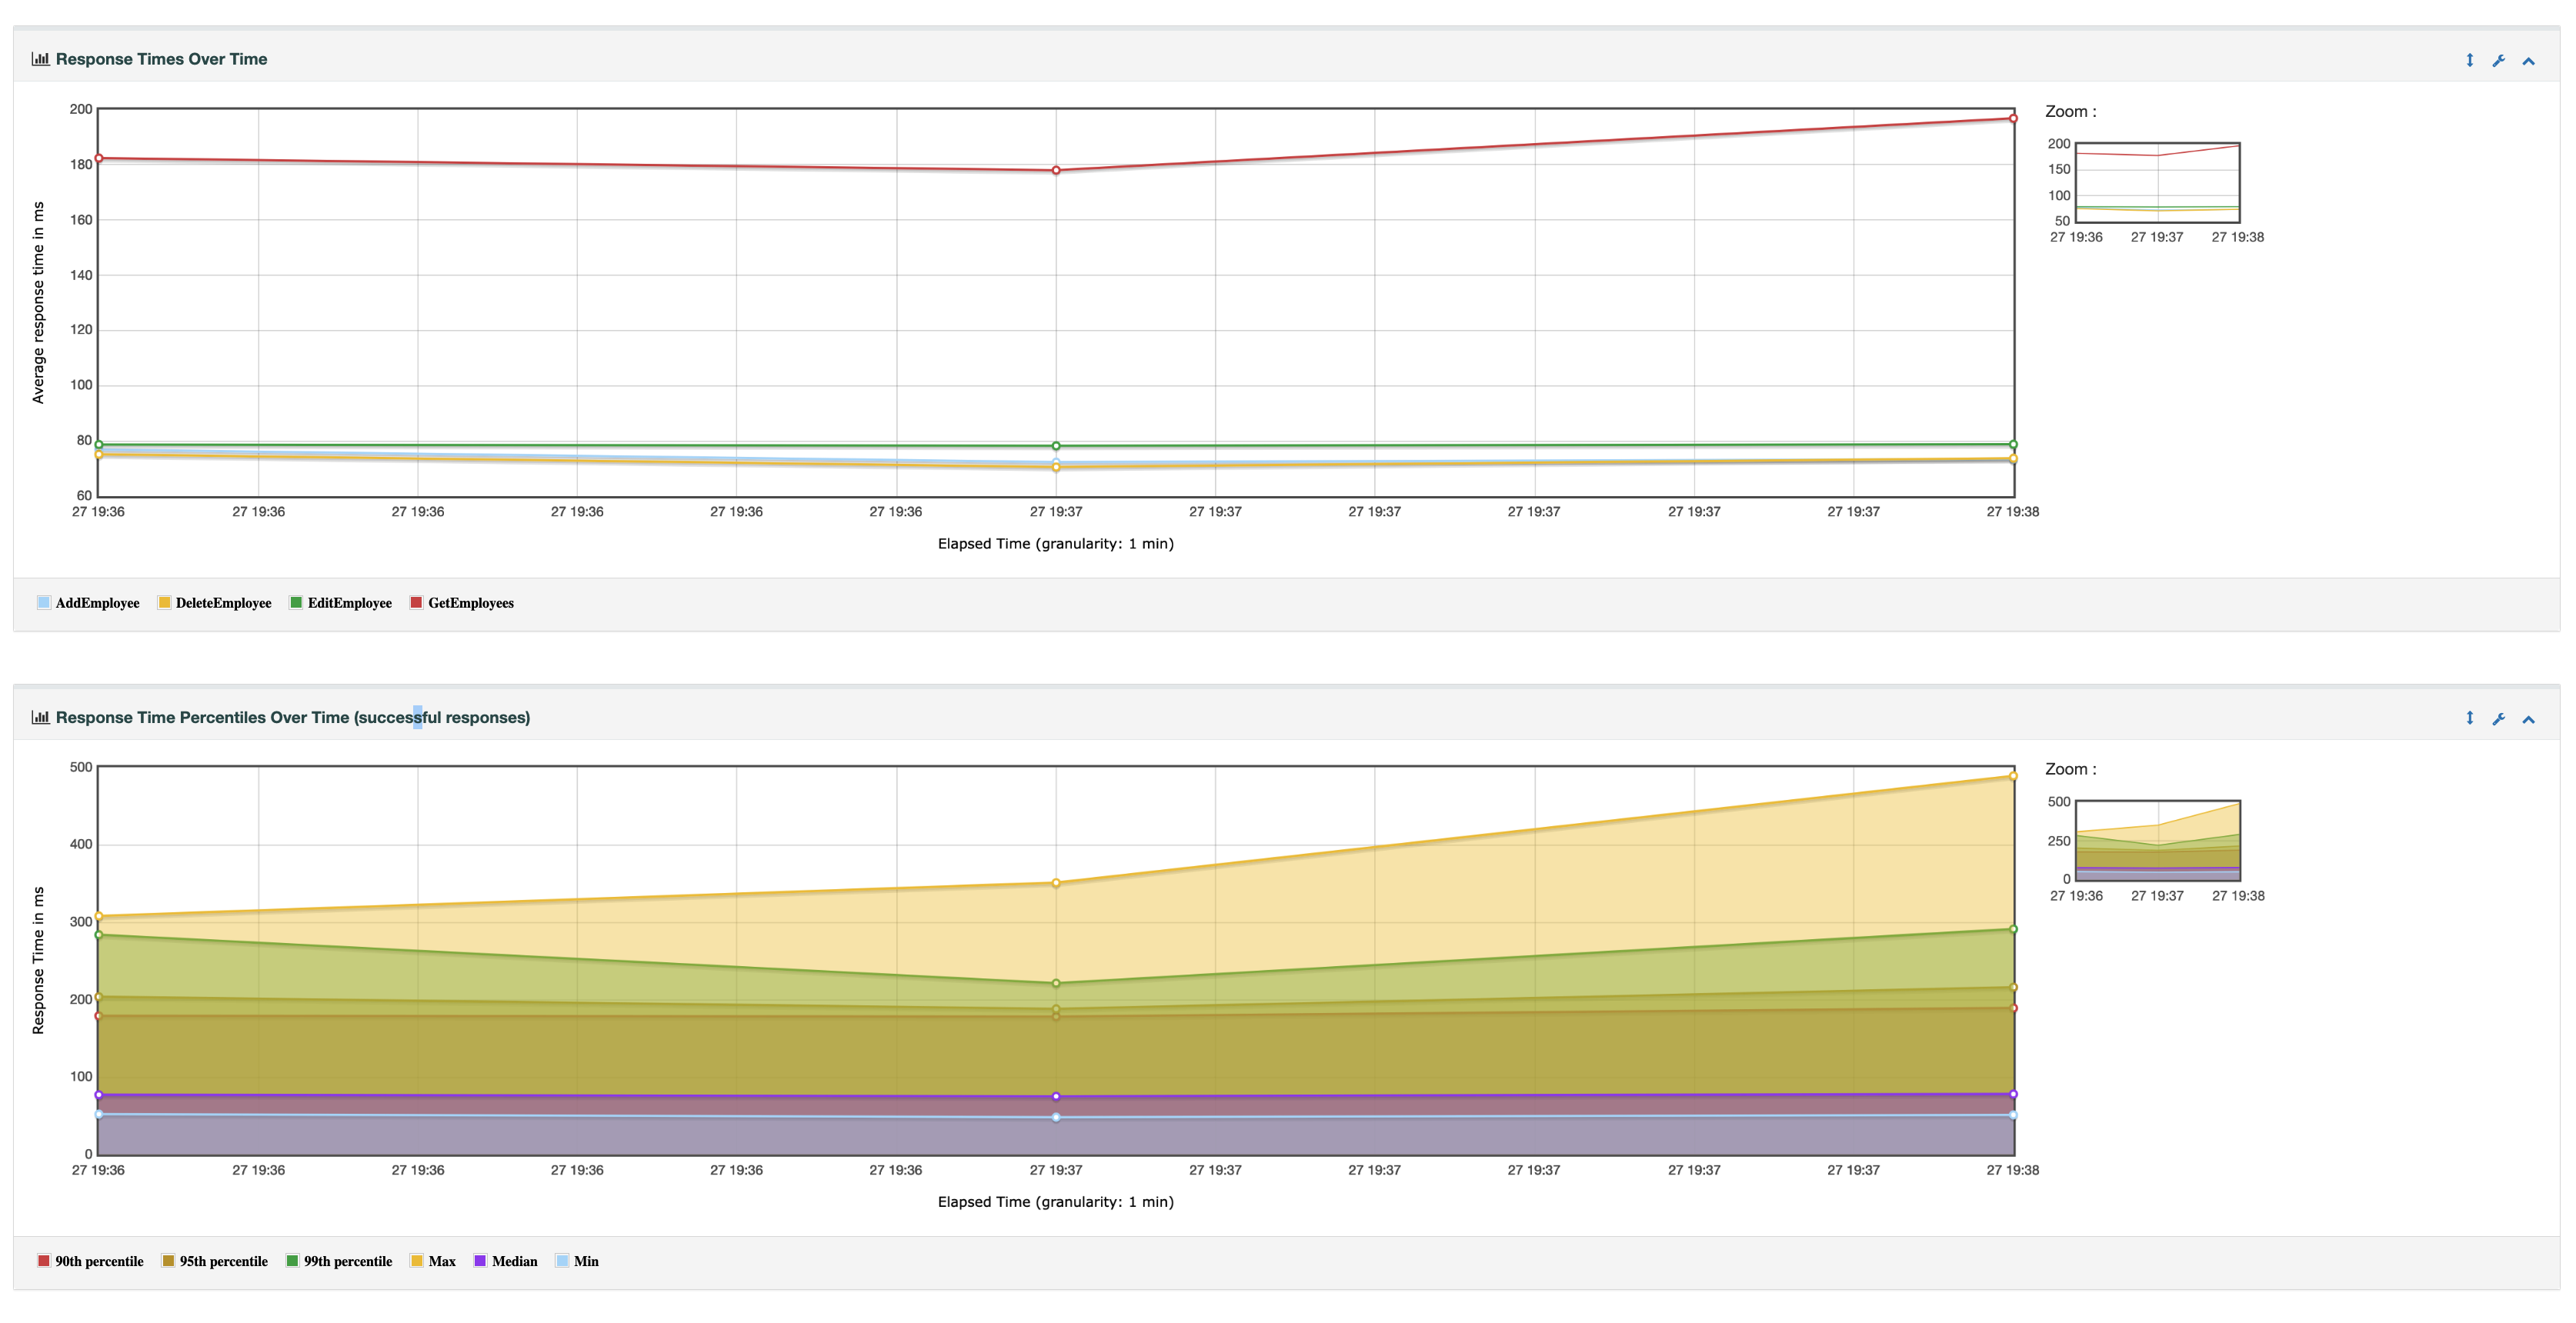 Response Times Over Time
Zoom :
200
180
160
140
120
100
80
60
Average response time in ms
27 19:36 27 19:36 27 19:36 27 19:36 27 19:36 27 19:36 27 19:37 27 19:37 27 19:37 27 19:37 27 19:37 27 19:37 27 19:38
Elapsed Time (granularity: 1 min)
200
150
100
50
27 19:36 27 19:37 27 19:38
AddEmployee DeleteEmployee EditEmployee GetEmployees
Response Time Percentiles Over Time (successful responses)
Zoom :
500
400
300
200
100
0
Response Time in ms
27 19:36 27 19:36 27 19:36 27 19:36 27 19:36 27 19:36 27 19:37 27 19:37 27 19:37 27 19:37 27 19:37 27 19:37 27 19:38
Elapsed Time (granularity: 1 min)
500
250
0
27 19:36 27 19:37 27 19:38
90th percentile 95th percentile 99th percentile Max Median Min